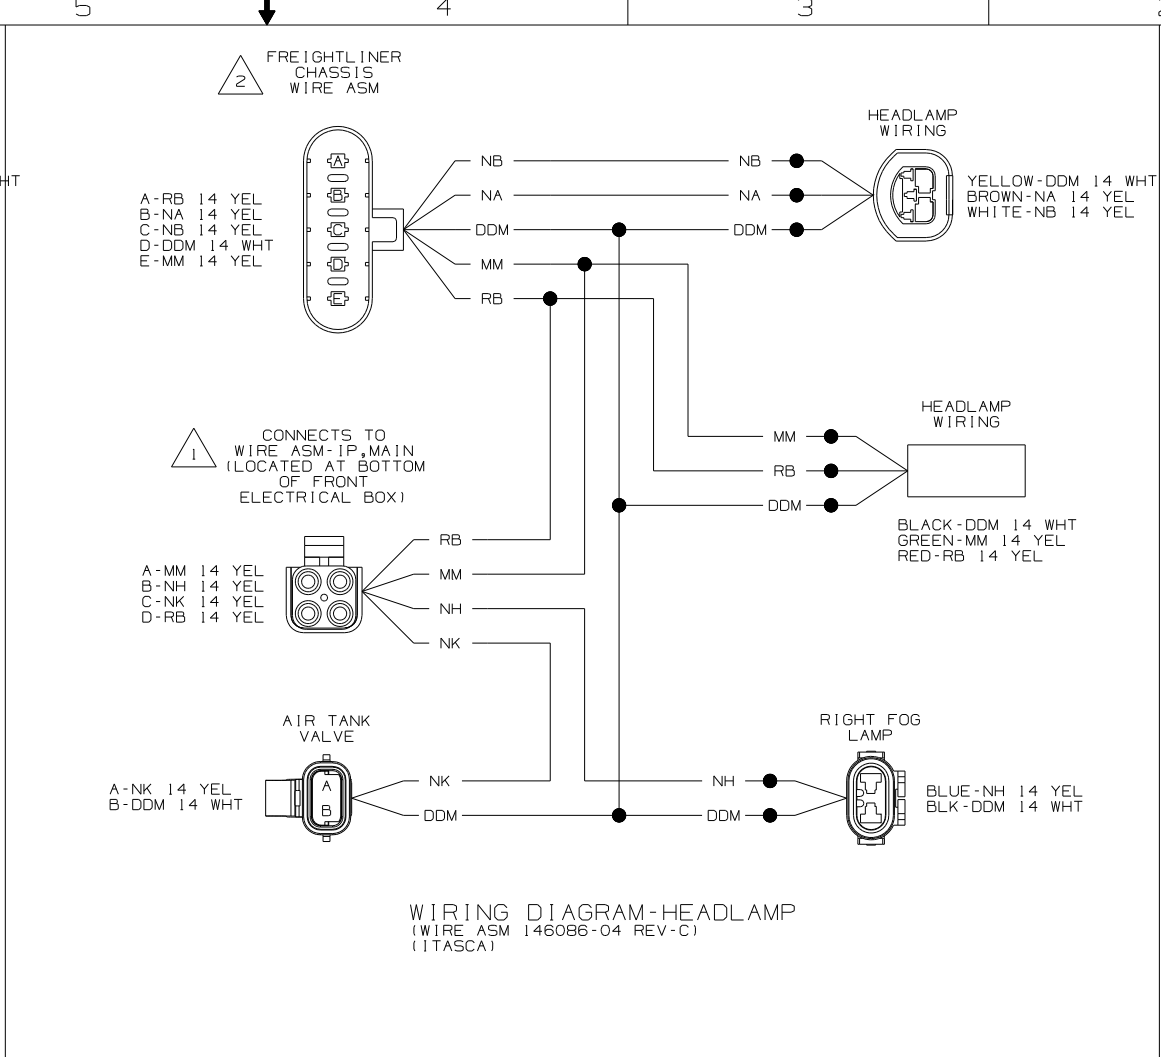 5
4
3
FREIGHTLINER
CHASSIS
WIRE ASM
2
HT
A-RB 14 YEL
B-NA 14 YEL
C-NB 14 YEL
D-DDM 14 WHT
E-MM 14 YEL
A
B
C
D
E
NB
NA
DDM
MM
RB
NB
NA
DDM
HEADLAMP
WIRING
YELLOW-DDM 14 WHT
BROWN-NA 14 YEL
WHITE-NB 14 YEL
HEADLAMP
WIRING
MM
RB
DDM
BLACK-DDM 14 WHT
GREEN-MM 14 YEL
RED-RB 14 YEL
1
CONNECTS TO
WIRE ASM-IP,MAIN
(LOCATED AT BOTTOM
OF FRONT
ELECTRICAL BOX)
A-MM 14 YEL
B-NH 14 YEL
C-NK 14 YEL
D-RB 14 YEL
RB
MM
NH
NK
AIR TANK
VALVE
A-NK 14 YEL
B-DDM 14 WHT
A
B
NK
DDM
RIGHT FOG
LAMP
NH
DDM
BLUE-NH 14 YEL
BLK-DDM 14 WHT
WIRING DIAGRAM-HEADLAMP
(WIRE ASM 146086-04 REV-C)
(ITASCA)